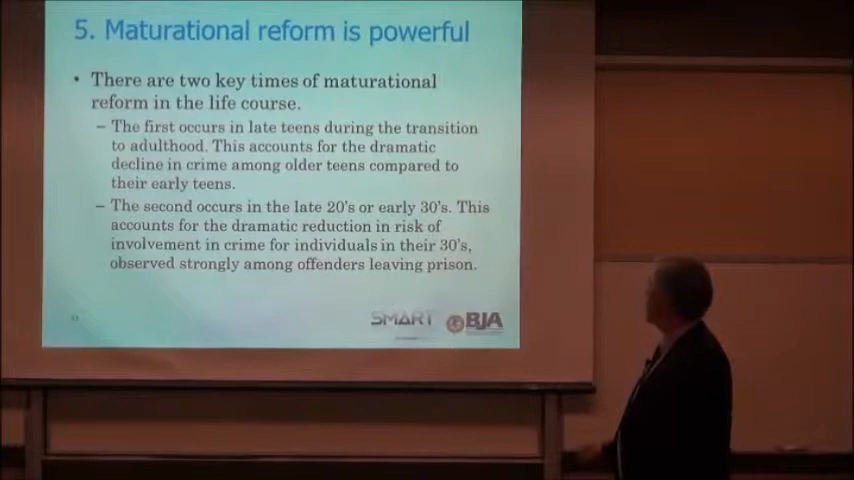 5. Maturational reform is powerful
• There are two key times of maturational
reform in the life course.
– The first occurs in late teens during the transition
to adulthood. This accounts for the dramatic
decline in crime among older teens compared to
their early teens.
– The second occurs in the late 20's or early 30's. This
accounts for the dramatic reduction in risk of
involvement in crime for individuals in their 30's,
observed strongly among offenders leaving prison.
SMART
BJA